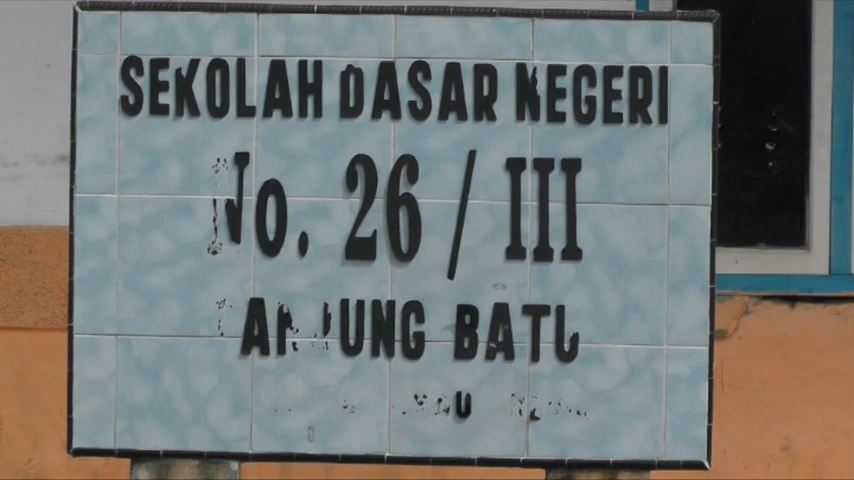 SEKOLAH DASAR NEGERI
No. 26 / III
TANJUNG BATU